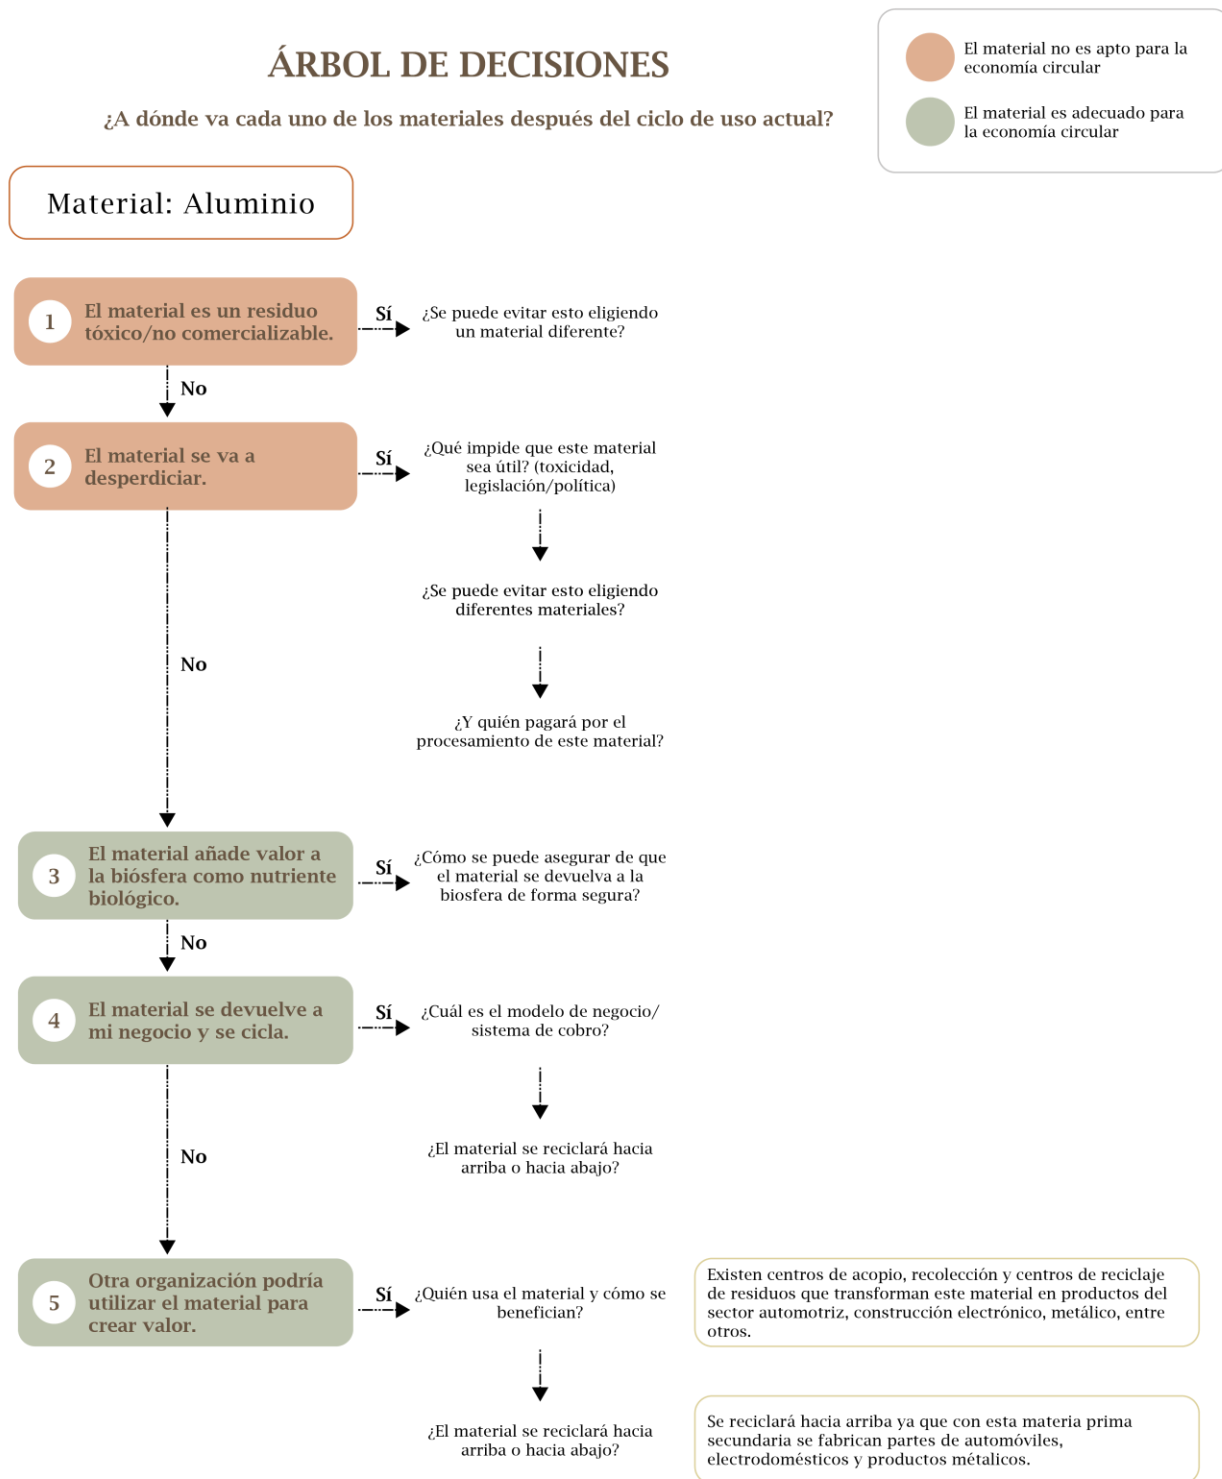 ÁRBOL DE DECISIONES
¿A dónde va cada uno de los materiales después del ciclo de uso actual?
El material no es apto para la
economía circular
El material es adecuado para
la economía circular
Material: Aluminio
1
El material es un residuo
tóxico/no comercializable.
Sí
¿Se puede evitar esto eligiendo
un material diferente?
No
2
El material se va a
desperdiciar.
Sí
¿Qué impide que este material
sea útil? (toxicidad,
legislación/política)
¿Se puede evitar esto eligiendo
diferentes materiales?
No
¿Y quién pagará por el
procesamiento de este material?
3
El material añade valor a
la biósfera como nutriente
biológico.
Sí
¿Cómo se puede asegurar de que
el material se devuelva a la
biosfera de forma segura?
No
4
El material se devuelve a
mi negocio y se cicla.
Sí
¿Cuál es el modelo de negocio/
sistema de cobro?
No
¿El material se reciclará hacia
arriba o hacia abajo?
5
Otra organización podría
utilizar el material para
crear valor.
Sí
¿Quién usa el material y cómo se
benefician?
Existen centros de acopio, recolección y centros de reciclaje
de residuos que transforman este material en productos del
sector automotriz, construcción electrónico, metálico, entre
otros.
¿El material se reciclará hacia
arriba o hacia abajo?
Se reciclará hacia arriba ya que con esta materia prima
secundaria se fabrican partes de automóviles,
electrodomésticos y productos métalicos.